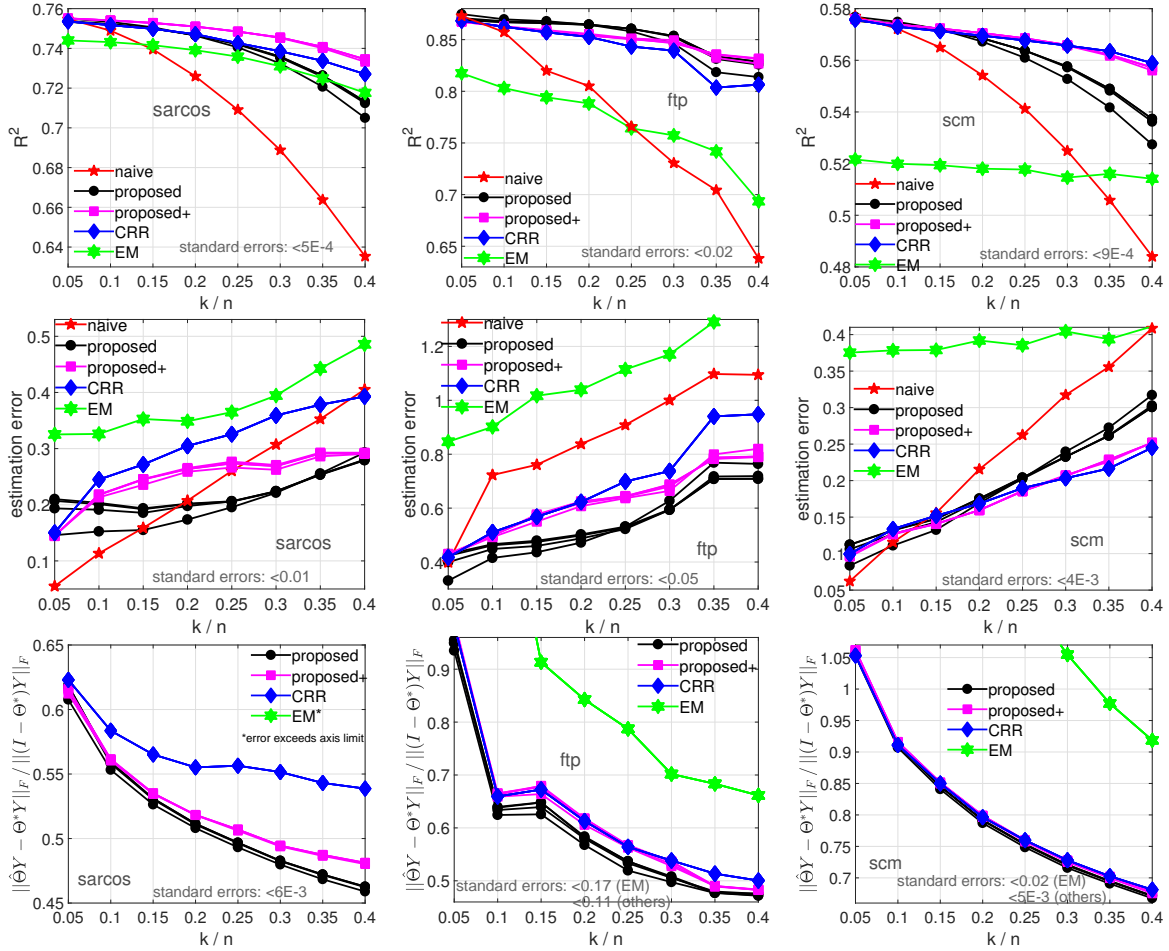 0.76
0.74
0.72
0.7
0.68
0.66
0.64
R²
sarcos
naive
proposed
proposed+
CRR
EM
standard errors: <5E-4
0.05 0.1 0.15 0.2 0.25 0.3 0.35 0.4
k / n
0.85
0.8
0.75
0.7
0.65
R²
ftp
naive
proposed
proposed+
CRR
EM
standard errors: <0.02
0.05 0.1 0.15 0.2 0.25 0.3 0.35 0.4
k / n
0.58
0.56
0.54
0.52
0.5
0.48
R²
scm
naive
proposed
proposed+
CRR
EM
standard errors: <9E-4
0.05 0.1 0.15 0.2 0.25 0.3 0.35 0.4
k / n
0.5
0.4
0.3
0.2
0.1
estimation error
naive
proposed
proposed+
CRR
EM
sarcos
standard errors: <0.01
0.05 0.1 0.15 0.2 0.25 0.3 0.35 0.4
k / n
1.2
1.0
0.8
0.6
0.4
estimation error
naive
proposed
proposed+
CRR
EM
ftp
standard errors: <0.05
0.05 0.1 0.15 0.2 0.25 0.3 0.35 0.4
k / n
0.4
0.35
0.3
0.25
0.2
0.15
0.1
0.05
estimation error
naive
proposed
proposed+
CRR
EM
scm
standard errors: <4E-3
0.05 0.1 0.15 0.2 0.25 0.3 0.35 0.4
k / n
0.65
0.6
0.55
0.5
0.45
||Θ̂Y − Θ*Y||_F / ||(I − Θ*)Y||_F
proposed
proposed+
CRR
EM*
*error exceeds axis limit
sarcos
standard errors: <6E-3
0.05 0.1 0.15 0.2 0.25 0.3 0.35 0.4
k / n
0.9
0.8
0.7
0.6
0.5
||Θ̂Y − Θ*Y||_F / ||(I − Θ*)Y||_F
proposed
proposed+
CRR
EM
ftp
standard errors: <0.17 (EM)
<0.11 (others)
0.05 0.1 0.15 0.2 0.25 0.3 0.35 0.4
k / n
1.05
1
0.95
0.9
0.85
0.8
0.75
0.7
||Θ̂Y − Θ*Y||_F / ||(I − Θ*)Y||_F
proposed
proposed+
CRR
EM
scm
standard errors: <0.02 (EM)
<5E-3 (others)
0.05 0.1 0.15 0.2 0.25 0.3 0.35 0.4
k / n